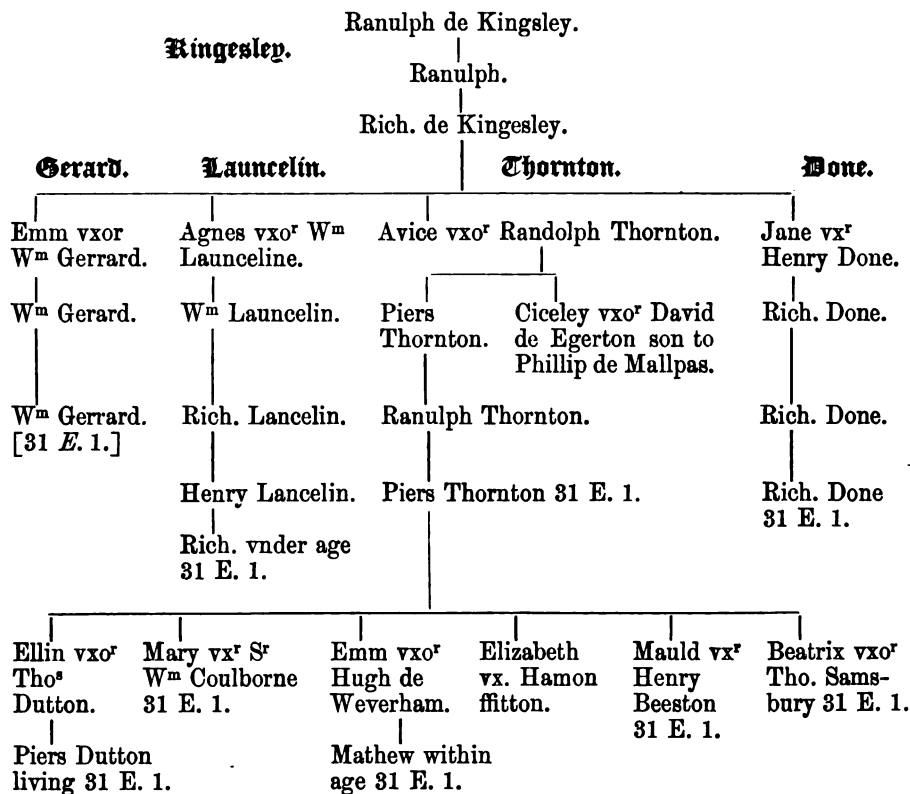 Ranulph de Kingsley.
Kingesley.
Ranulph.
Rich. de Kingesley.
Gerard.
Launcelin.
Thornton.
Done.
Emm vxor
Wᵐ Gerrard.
Agnes vxoʳ Wᵐ
Launceline.
Avice vxoʳ Randolph Thornton.
Jane vxʳ
Henry Done.
Wᵐ Gerard.
Wᵐ Launcelin.
Piers
Thornton.
Ciceley vxoʳ David
de Egerton son to
Phillip de Mallpas.
Rich. Done.
Wᵐ Gerrard.
[31 E. 1.]
Rich. Lancelin.
Ranulph Thornton.
Rich. Done.
Henry Lancelin.
Piers Thornton 31 E. 1.
Rich. Done
31 E. 1.
Rich. vnder age
31 E. 1.
Ellin vxoʳ
Thoˢ
Dutton.
Mary vxʳ Sʳ
Wᵐ Coulborne
31 E. 1.
Emm vxoʳ
Hugh de
Weverham.
Elizabeth
vx. Hamon
ffitton.
Mauld vxʳ
Henry
Beeston
31 E. 1.
Beatrix vxoʳ
Tho. Sams-
bury 31 E. 1.
Piers Dutton
living 31 E. 1.
Mathew within
age 31 E. 1.